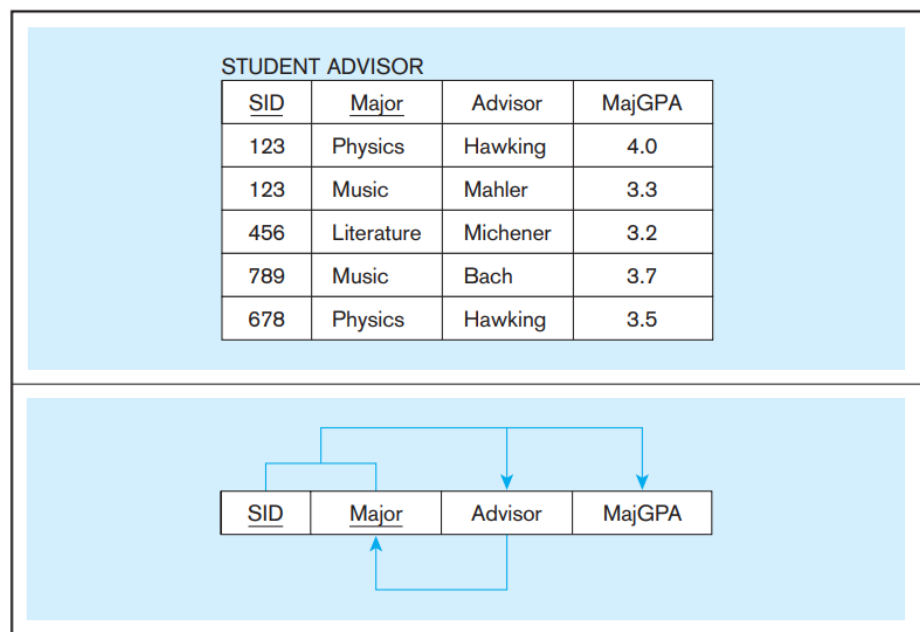 STUDENT ADVISOR
SID Major Advisor MajGPA
123 Physics Hawking 4.0
123 Music Mahler 3.3
456 Literature Michener 3.2
789 Music Bach 3.7
678 Physics Hawking 3.5
SID Major Advisor MajGPA